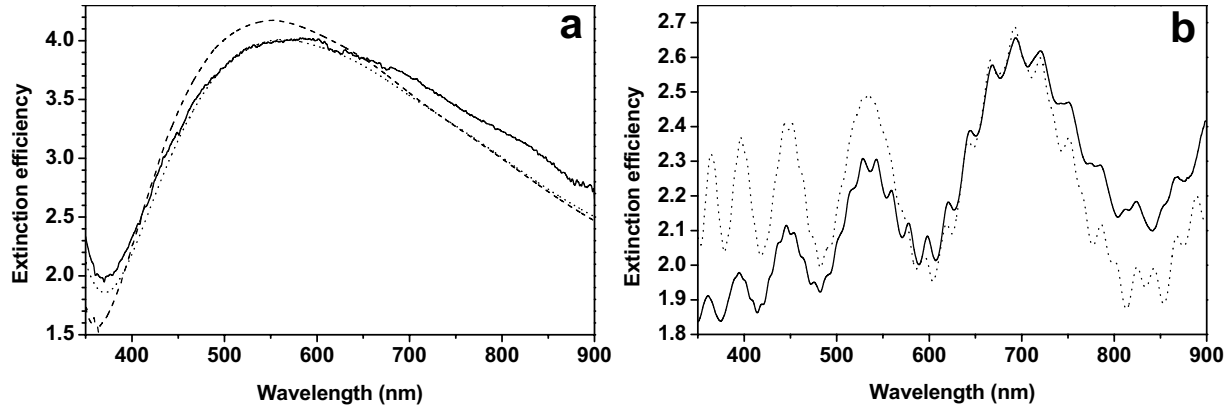 a
4.0
3.5
3.0
2.5
2.0
1.5
Extinction efficiency
400 500 600 700 800 900
Wavelength (nm)
b
2.7
2.6
2.5
2.4
2.3
2.2
2.1
2.0
1.9
1.8
Extinction efficiency
400 500 600 700 800 900
Wavelength (nm)